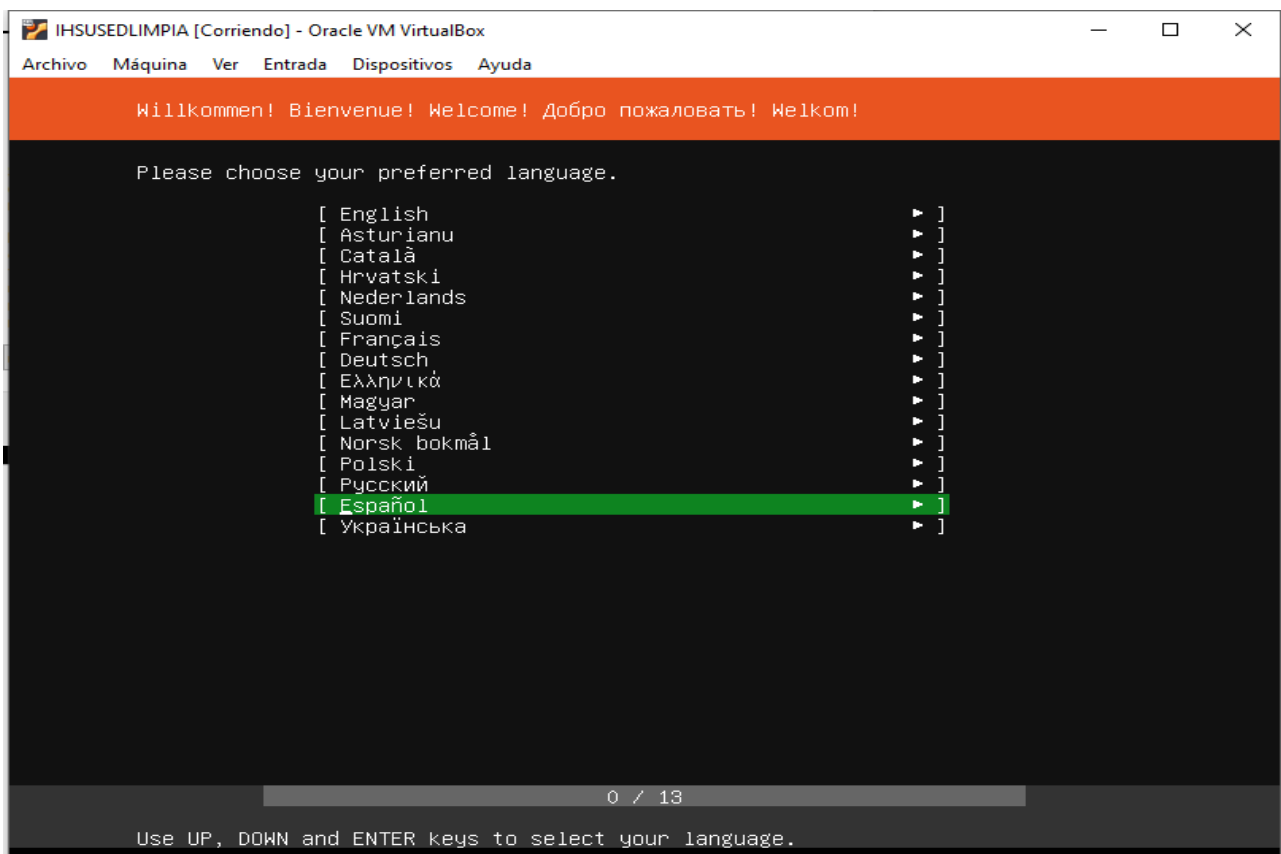 IHSUSEDLIMPIA [Corriendo] - Oracle VM VirtualBox
Archivo Máquina Ver Entrada Dispositivos Ayuda
Willkommen! Bienvenue! Welcome! Добро пожаловать! Welkom!
Please choose your preferred language.
[ English ► ]
[ Asturianu ► ]
[ Català ► ]
[ Hrvatski ► ]
[ Nederlands ► ]
[ Suomi ► ]
[ Français ► ]
[ Deutsch ► ]
[ Ελληνικά ► ]
[ Magyar ► ]
[ Latviešu ► ]
[ Norsk bokmål ► ]
[ Polski ► ]
[ Русский ► ]
[ Español ► ]
[ Українська ► ]
0 / 13
Use UP, DOWN and ENTER keys to select your language.